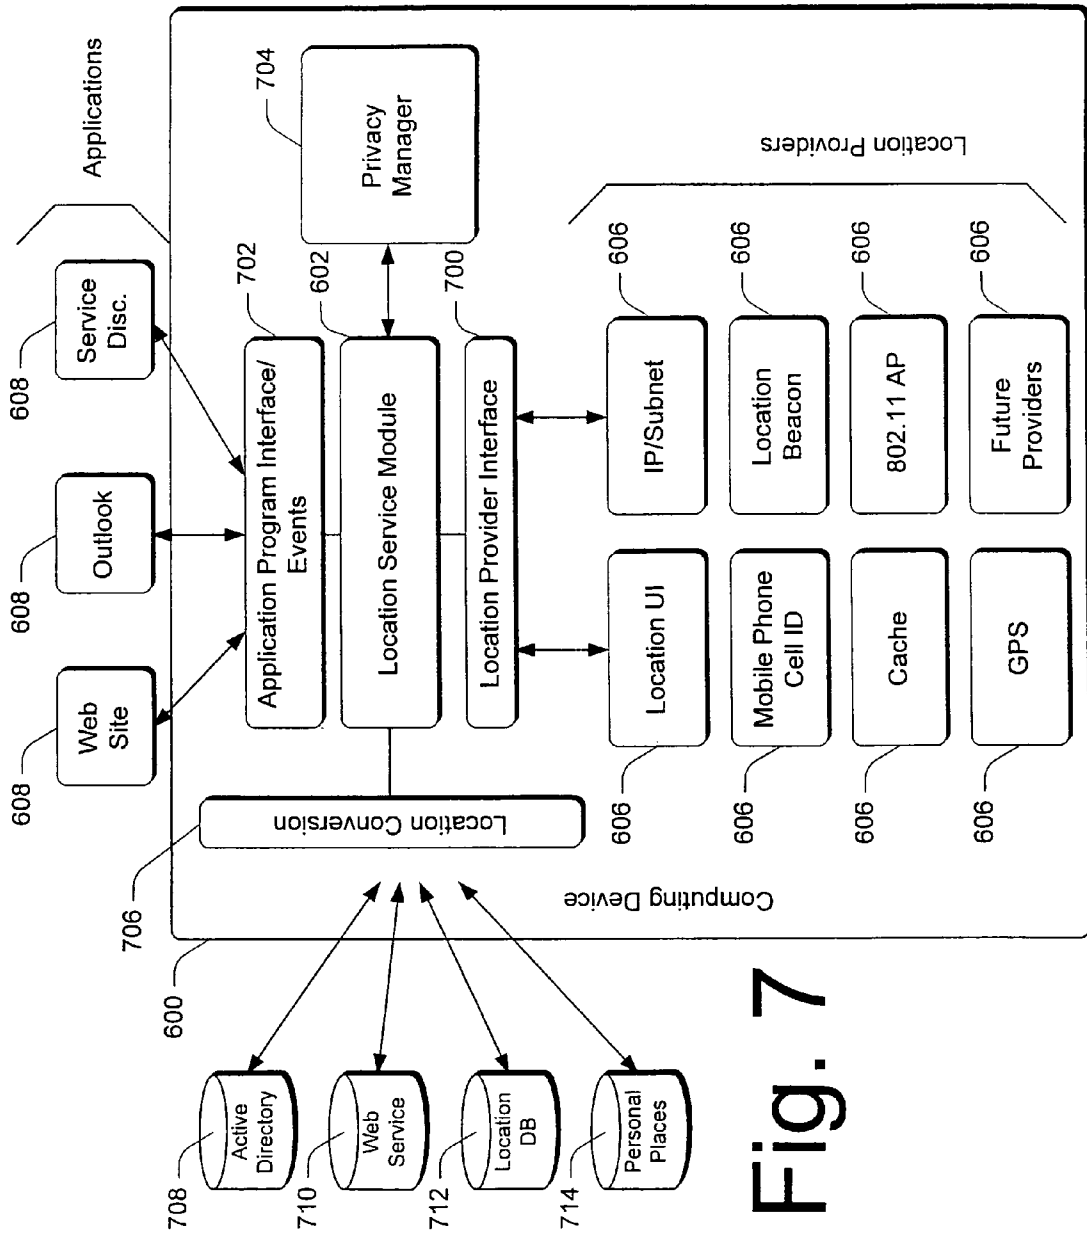 Applications
608
Web
Site
608
Outlook
608
Service
Disc.
600
706
Location Conversion
702
Application Program Interface/
Events
602
Location Service Module
704
Privacy
Manager
700
Location Provider Interface
708
Active
Directory
710
Web
Service
712
Location
DB
714
Personal
Places
Computing Device
Location Providers
606
Location UI
606
IP/Subnet
606
Mobile Phone
Cell ID
606
Location
Beacon
606
Cache
606
802.11 AP
606
GPS
606
Future
Providers
Fig. 7